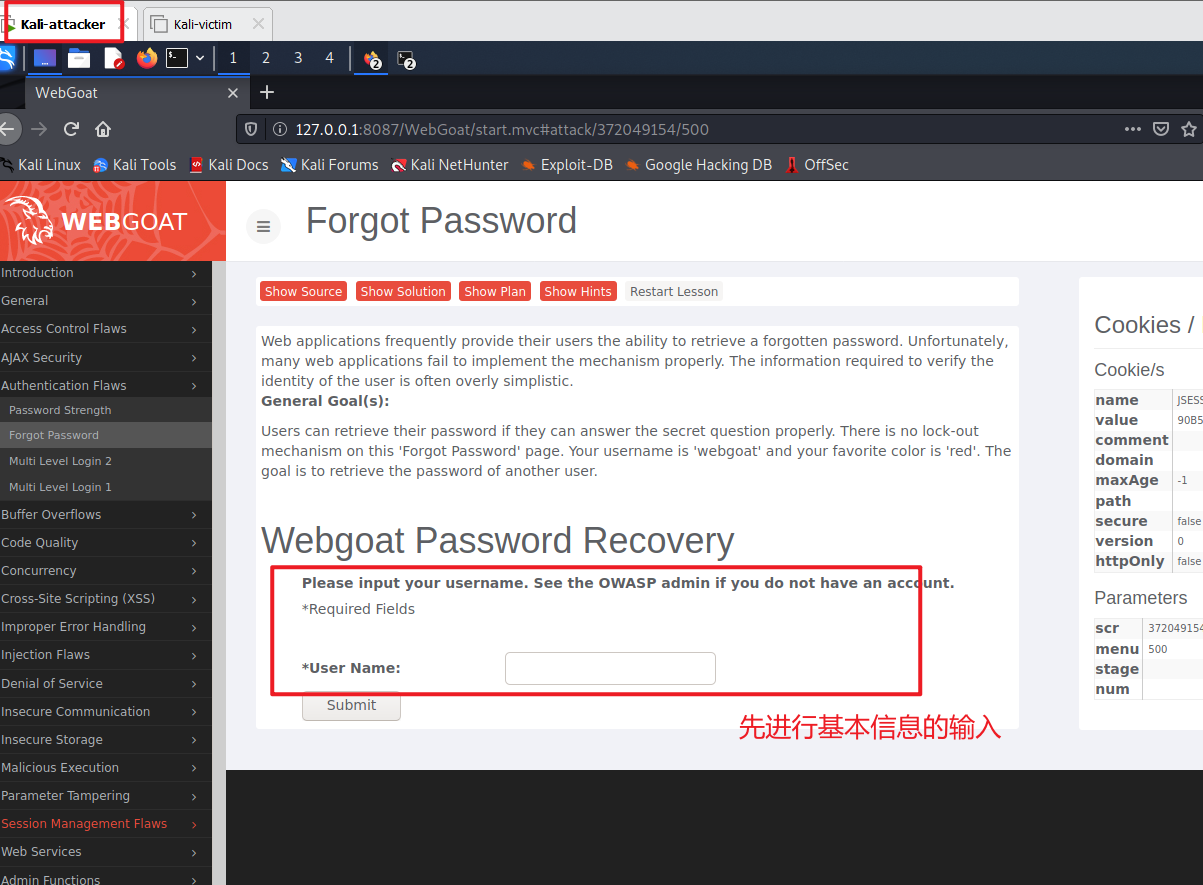 Kali-attacker
Kali-victim
1 2 3 4 2 2
WebGoat
127.0.0.1:8087/WebGoat/start.mvc#attack/372049154/500
Kali Linux Kali Tools Kali Docs Kali Forums Kali NetHunter Exploit-DB Google Hacking DB OffSec
WEBGOAT
Forgot Password
Introduction
General
Access Control Flaws
AJAX Security
Authentication Flaws
Password Strength
Forgot Password
Multi Level Login 2
Multi Level Login 1
Buffer Overflows
Code Quality
Concurrency
Cross-Site Scripting (XSS)
Improper Error Handling
Injection Flaws
Denial of Service
Insecure Communication
Insecure Storage
Malicious Execution
Parameter Tampering
Session Management Flaws
Web Services
Admin Functions
Show Source Show Solution Show Plan Show Hints Restart Lesson
Web applications frequently provide their users the ability to retrieve a forgotten password. Unfortunately,
many web applications fail to implement the mechanism properly. The information required to verify the
identity of the user is often overly simplistic.
General Goal(s):
Users can retrieve their password if they can answer the secret question properly. There is no lock-out
mechanism on this 'Forgot Password' page. Your username is 'webgoat' and your favorite color is 'red'. The
goal is to retrieve the password of another user.
Webgoat Password Recovery
Please input your username. See the OWASP admin if you do not have an account.
*Required Fields
*User Name:
Submit
先进行基本信息的输入
Cookies /
Cookie/s
name JSESS
value 90B5
comment
domain
maxAge -1
path
secure false
version 0
httpOnly false
Parameters
scr 372049154
menu 500
stage
num